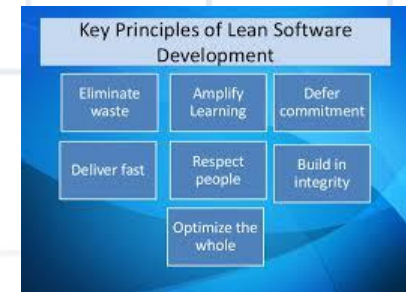 Key Principles of Lean Software
Development
Eliminate
waste
Amplify
Learning
Defer
commitment
Deliver fast
Respect
people
Build in
integrity
Optimize the
whole